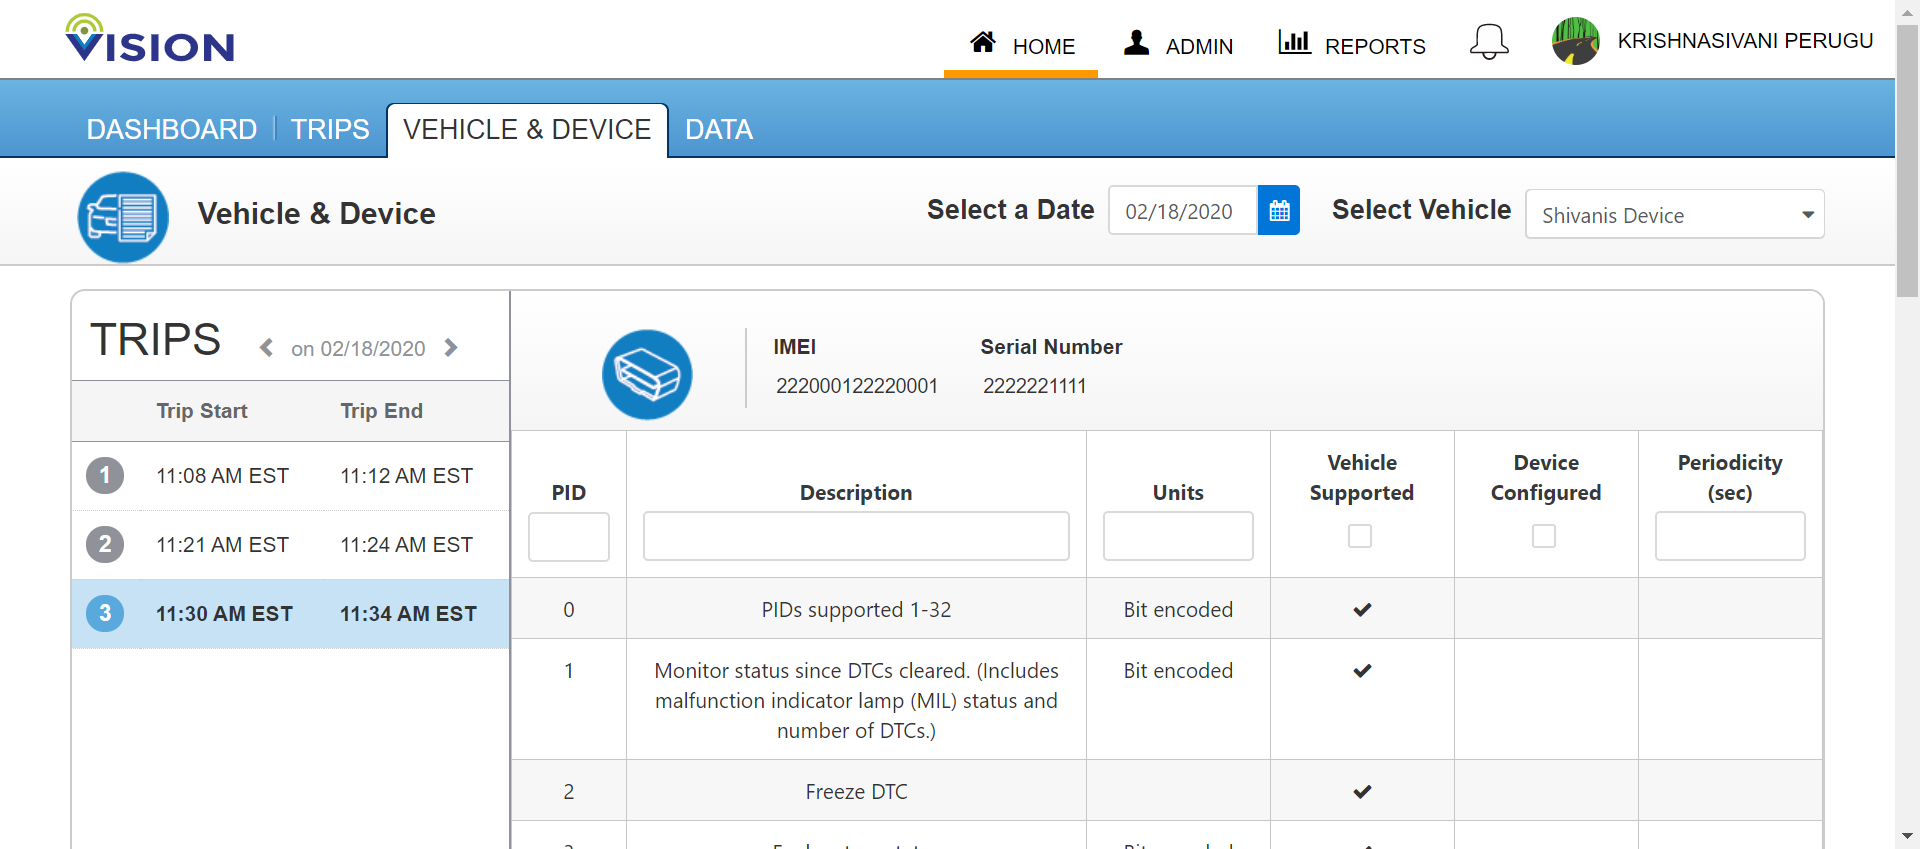 VISION
HOME
ADMIN
REPORTS
KRISHNASIVANI PERUGU
DASHBOARD
TRIPS
VEHICLE & DEVICE
DATA
Vehicle & Device
Select a Date
02/18/2020
Select Vehicle
Shivanis Device
TRIPS
on 02/18/2020
Trip Start
Trip End
1
11:08 AM EST
11:12 AM EST
2
11:21 AM EST
11:24 AM EST
3
11:30 AM EST
11:34 AM EST
IMEI
222000122220001
Serial Number
2222221111
PID
Description
Units
Vehicle
Supported
Device
Configured
Periodicity
(sec)
0
PIDs supported 1-32
Bit encoded
1
Monitor status since DTCs cleared. (Includes
malfunction indicator lamp (MIL) status and
number of DTCs.)
Bit encoded
2
Freeze DTC